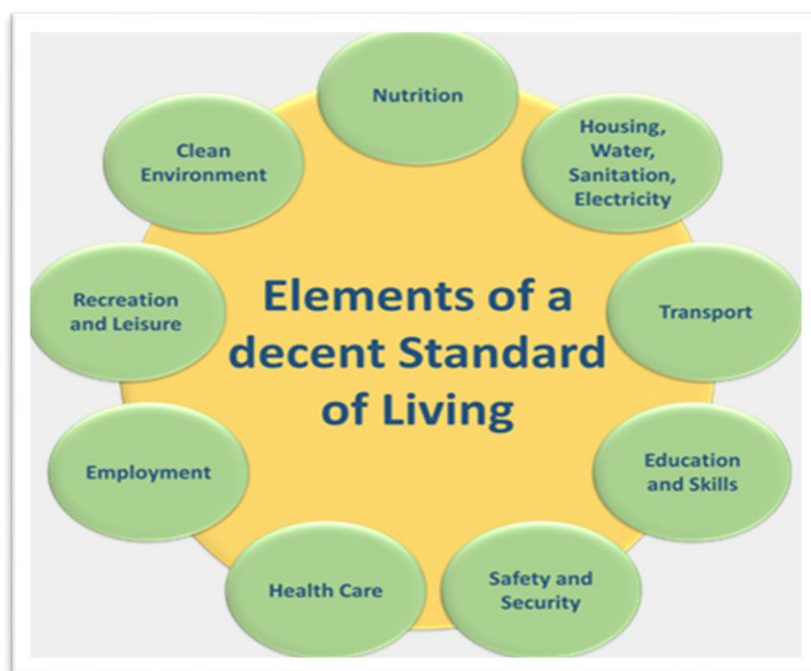 Nutrition
Housing,
Water,
Sanitation,
Electricity
Transport
Education
and Skills
Safety and
Security
Health Care
Employment
Recreation
and Leisure
Clean
Environment
Elements of a
decent Standard
of Living